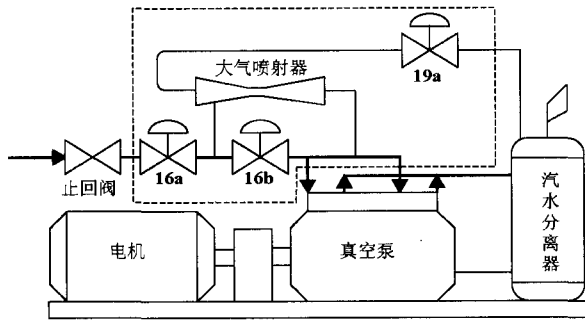 大气喷射器
19a
止回阀
16a
16b
电机
真空泵
汽水分离器